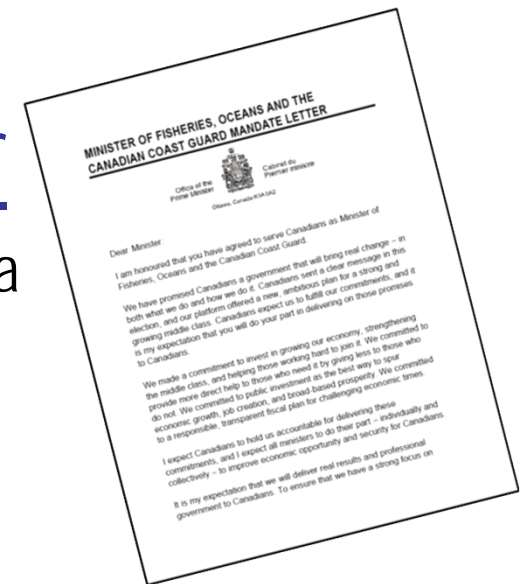 a
MINISTER OF FISHERIES, OCEANS AND THE
CANADIAN COAST GUARD MANDATE LETTER
Office of the
Prime Minister
Cabinet du
Premier ministre
Ottawa, Canada K1A 0A2
Dear Minister
I am honoured that you have agreed to serve Canadians as Minister of
Fisheries, Oceans and the Canadian Coast Guard.
We have promised Canadians a government that will bring real change – in
both what we do and how we do it. Canadians sent a clear message in this
election, and our platform offered a new, ambitious plan for a strong and
growing middle class. Canadians expect us to fulfill our commitments, and it
is my expectation that you will do your part in delivering on those promises
to Canadians.
We made a commitment to invest in growing our economy, strengthening
the middle class, and helping those working hard to join it. We committed to
provide more direct help to those who need it by giving less to those who
do not. We committed to public investment as the best way to spur
economic growth, job creation, and broad-based prosperity. We committed
to a responsible, transparent fiscal plan for challenging economic times.
I expect Canadians to hold us accountable for delivering these
commitments, and I expect all ministers to do their part – individually and
collectively – to improve economic opportunity and security for Canadians
It is my expectation that we will deliver real results and professional
government to Canadians. To ensure that we have a strong focus on